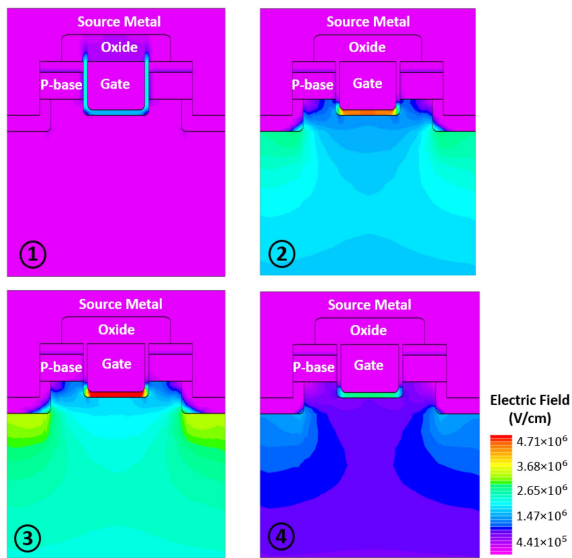 Source Metal
Oxide
P-base
Gate
①
Source Metal
Oxide
P-base
Gate
②
Source Metal
Oxide
P-base
Gate
③
Source Metal
Oxide
P-base
Gate
④
Electric Field
(V/cm)
4.71×10⁶
3.68×10⁶
2.65×10⁶
1.47×10⁶
4.41×10⁵